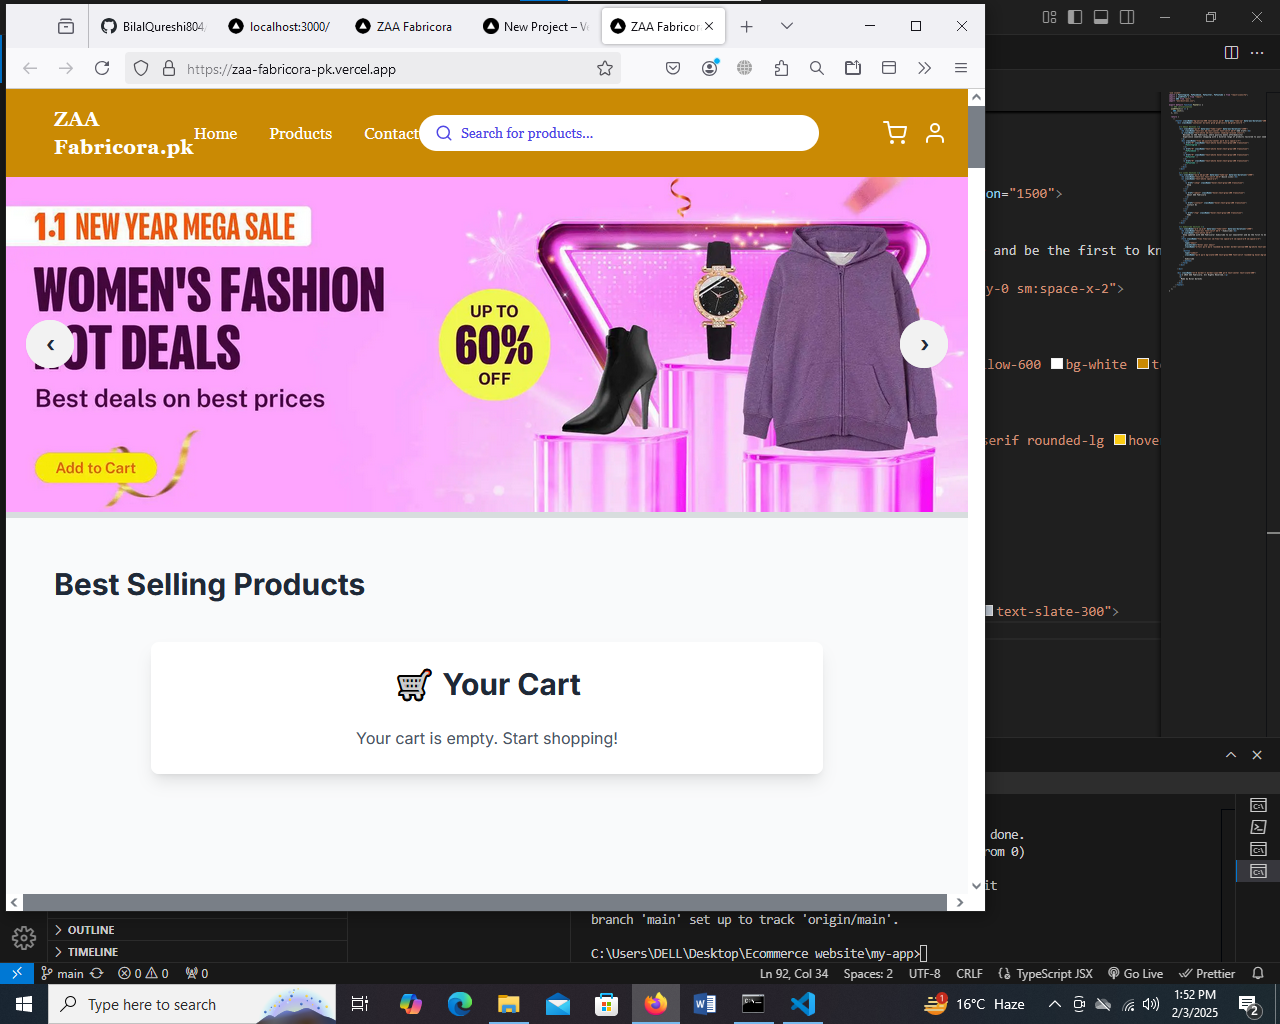 BilalQureshi804
localhost:3000/
ZAA Fabricora
New Project – V
ZAA Fabricor
https://zaa-fabricora-pk.vercel.app
ZAA
Fabricora.pk
Home
Products
Contact
Search for products...
1.1 NEW YEAR MEGA SALE
WOMEN'S FASHION
HOT DEALS
Best deals on best prices
Add to Cart
UP TO
60%
OFF
‹
›
Best Selling Products
Your Cart
Your cart is empty. Start shopping!
on="1500">
and be the first to kn
y-0 sm:space-x-2">
low-600 bg-white t
serif rounded-lg hove
text-slate-300">
done.
rom 0)
it
branch 'main' set up to track 'origin/main'.
C:\Users\DELL\Desktop\Ecommerce website\my-app>
OUTLINE
TIMELINE
main
0
0
0
Ln 92, Col 34
Spaces: 2
UTF-8
CRLF
TypeScript JSX
Go Live
Prettier
Type here to search
1
16°C Haze
1:52 PM
2/3/2025
2